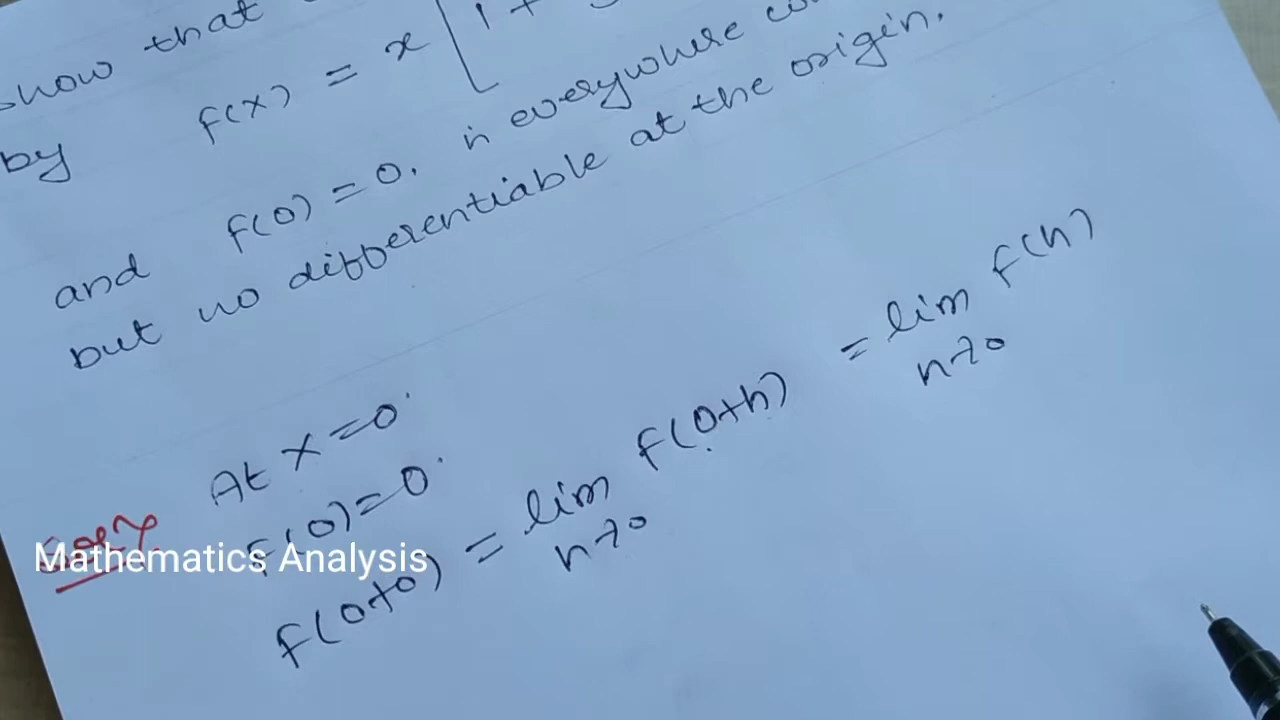 show that
by f(x) = x [ 1 +
and f(0) = 0. is everywhere
but no differentiable at the origin.
At x = 0.
f(0) = 0.
f(0+0) = lim h→0 f(0+h) = lim h→0 f(h)
Mathematics Analysis